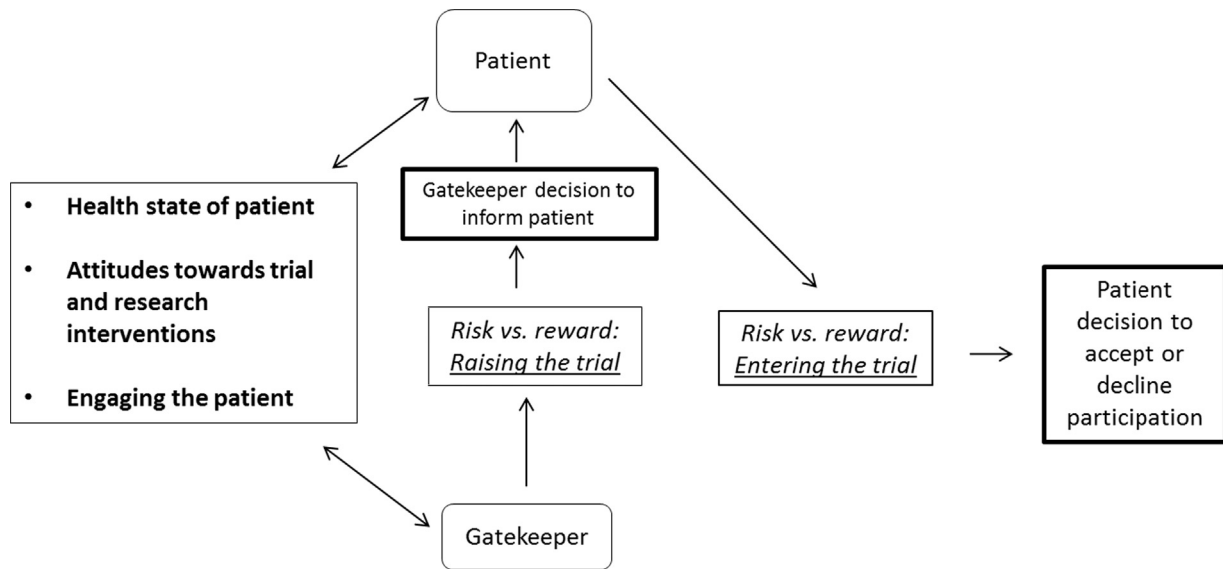 Patient
Gatekeeper decision to
inform patient
• Health state of patient
• Attitudes towards trial
and research
interventions
• Engaging the patient
Risk vs. reward:
Raising the trial
Risk vs. reward:
Entering the trial
Patient
decision to
accept or
decline
participation
Gatekeeper